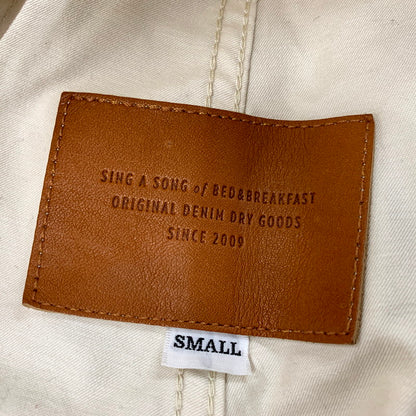 SING A SONG of BED&BREAKFAST
ORIGINAL DENIM DRY GOODS
SINCE 2009
SMALL